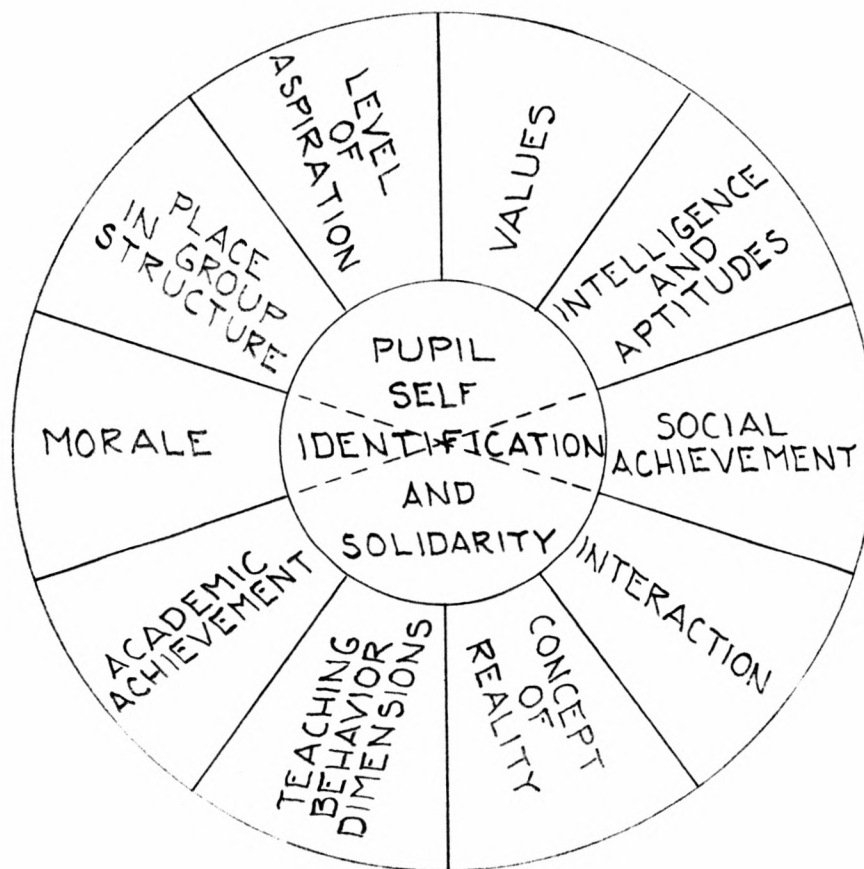 LEVEL
OF
ASPIRATION
VALUES
INTELLIGENCE
AND
APTITUDES
SOCIAL
ACHIEVEMENT
INTERACTION
CONCEPT
OF
REALITY
TEACHING
BEHAVIOR
DIMENSIONS
ACADEMIC
ACHIEVEMENT
MORALE
PLACE
IN GROUP
STRUCTURE
PUPIL
SELF
IDENTIFICATION
AND
SOLIDARITY